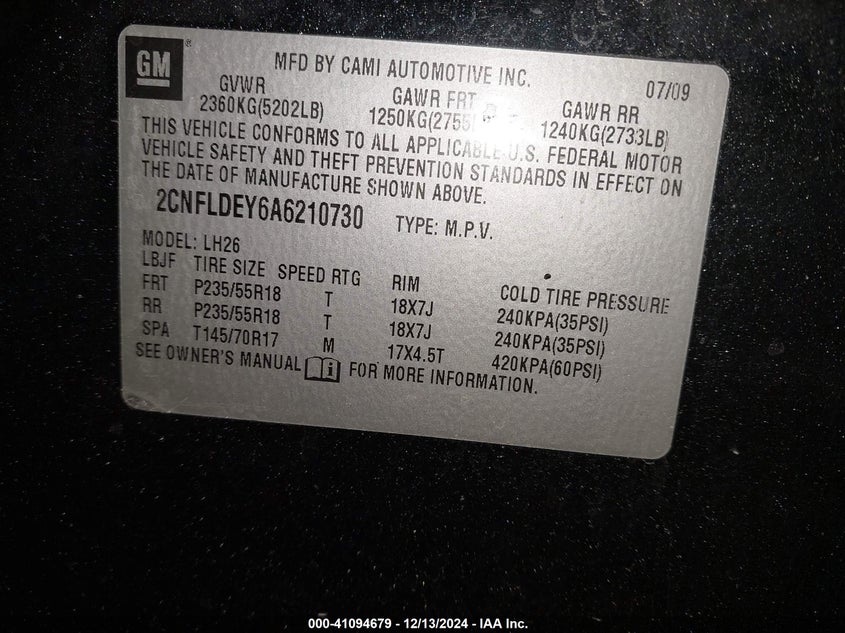 GM ®
MFD BY CAMI AUTOMOTIVE INC. 07/09
GVWR GAWR FRT GAWR RR
2360KG(5202LB) 1250KG(2755 1240KG(2733LB)
THIS VEHICLE CONFORMS TO ALL APPLICABLE U.S. FEDERAL MOTOR
VEHICLE SAFETY AND THEFT PREVENTION STANDARDS IN EFFECT ON
THE DATE OF MANUFACTURE SHOWN ABOVE.
2CNFLDEY6A6210730 TYPE: M.P.V.
MODEL: LH26
LBJF TIRE SIZE SPEED RTG RIM COLD TIRE PRESSURE
FRT P235/55R18 T 18X7J 240KPA(35PSI)
RR P235/55R18 T 18X7J 240KPA(35PSI)
SPA T145/70R17 M 17X4.5T 420KPA(60PSI)
SEE OWNER'S MANUAL FOR MORE INFORMATION.
000-41094679 - 12/13/2024 - IAA Inc.